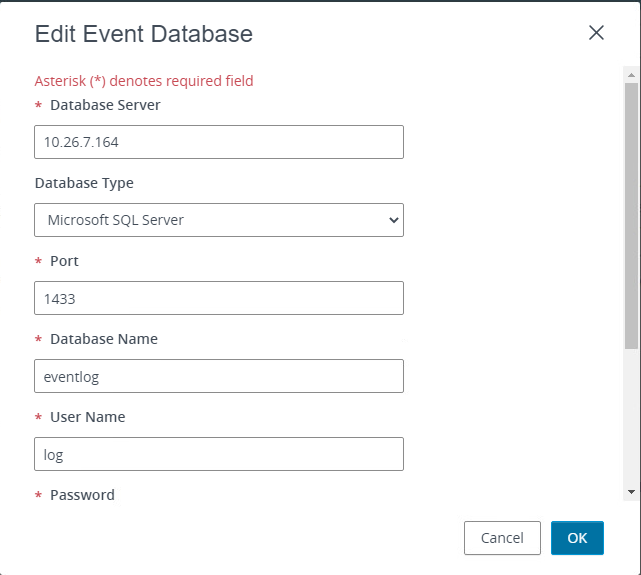 Edit Event Database
Asterisk (*) denotes required field
* Database Server
10.26.7.164
Database Type
Microsoft SQL Server
* Port
1433
* Database Name
eventlog
* User Name
log
* Password
Cancel
OK